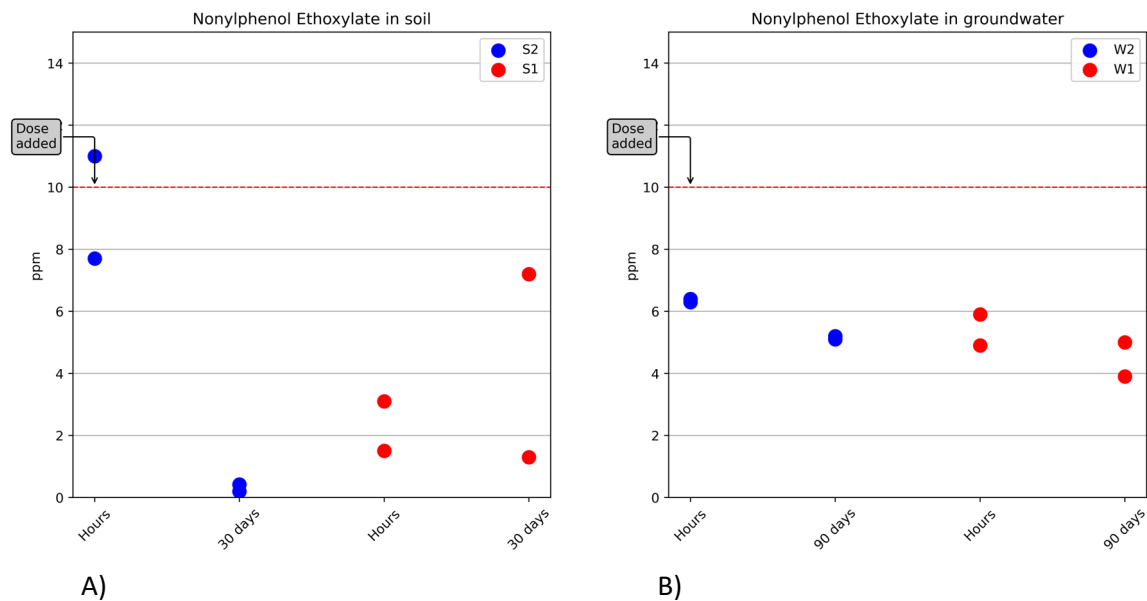 Nonylphenol Ethoxylate in soil
S2
S1
Dose
added
ppm
14
10
8
6
4
2
0
Hours
30 days
Hours
30 days
A)
Nonylphenol Ethoxylate in groundwater
W2
W1
Dose
added
ppm
14
10
8
6
4
2
0
Hours
90 days
Hours
90 days
B)